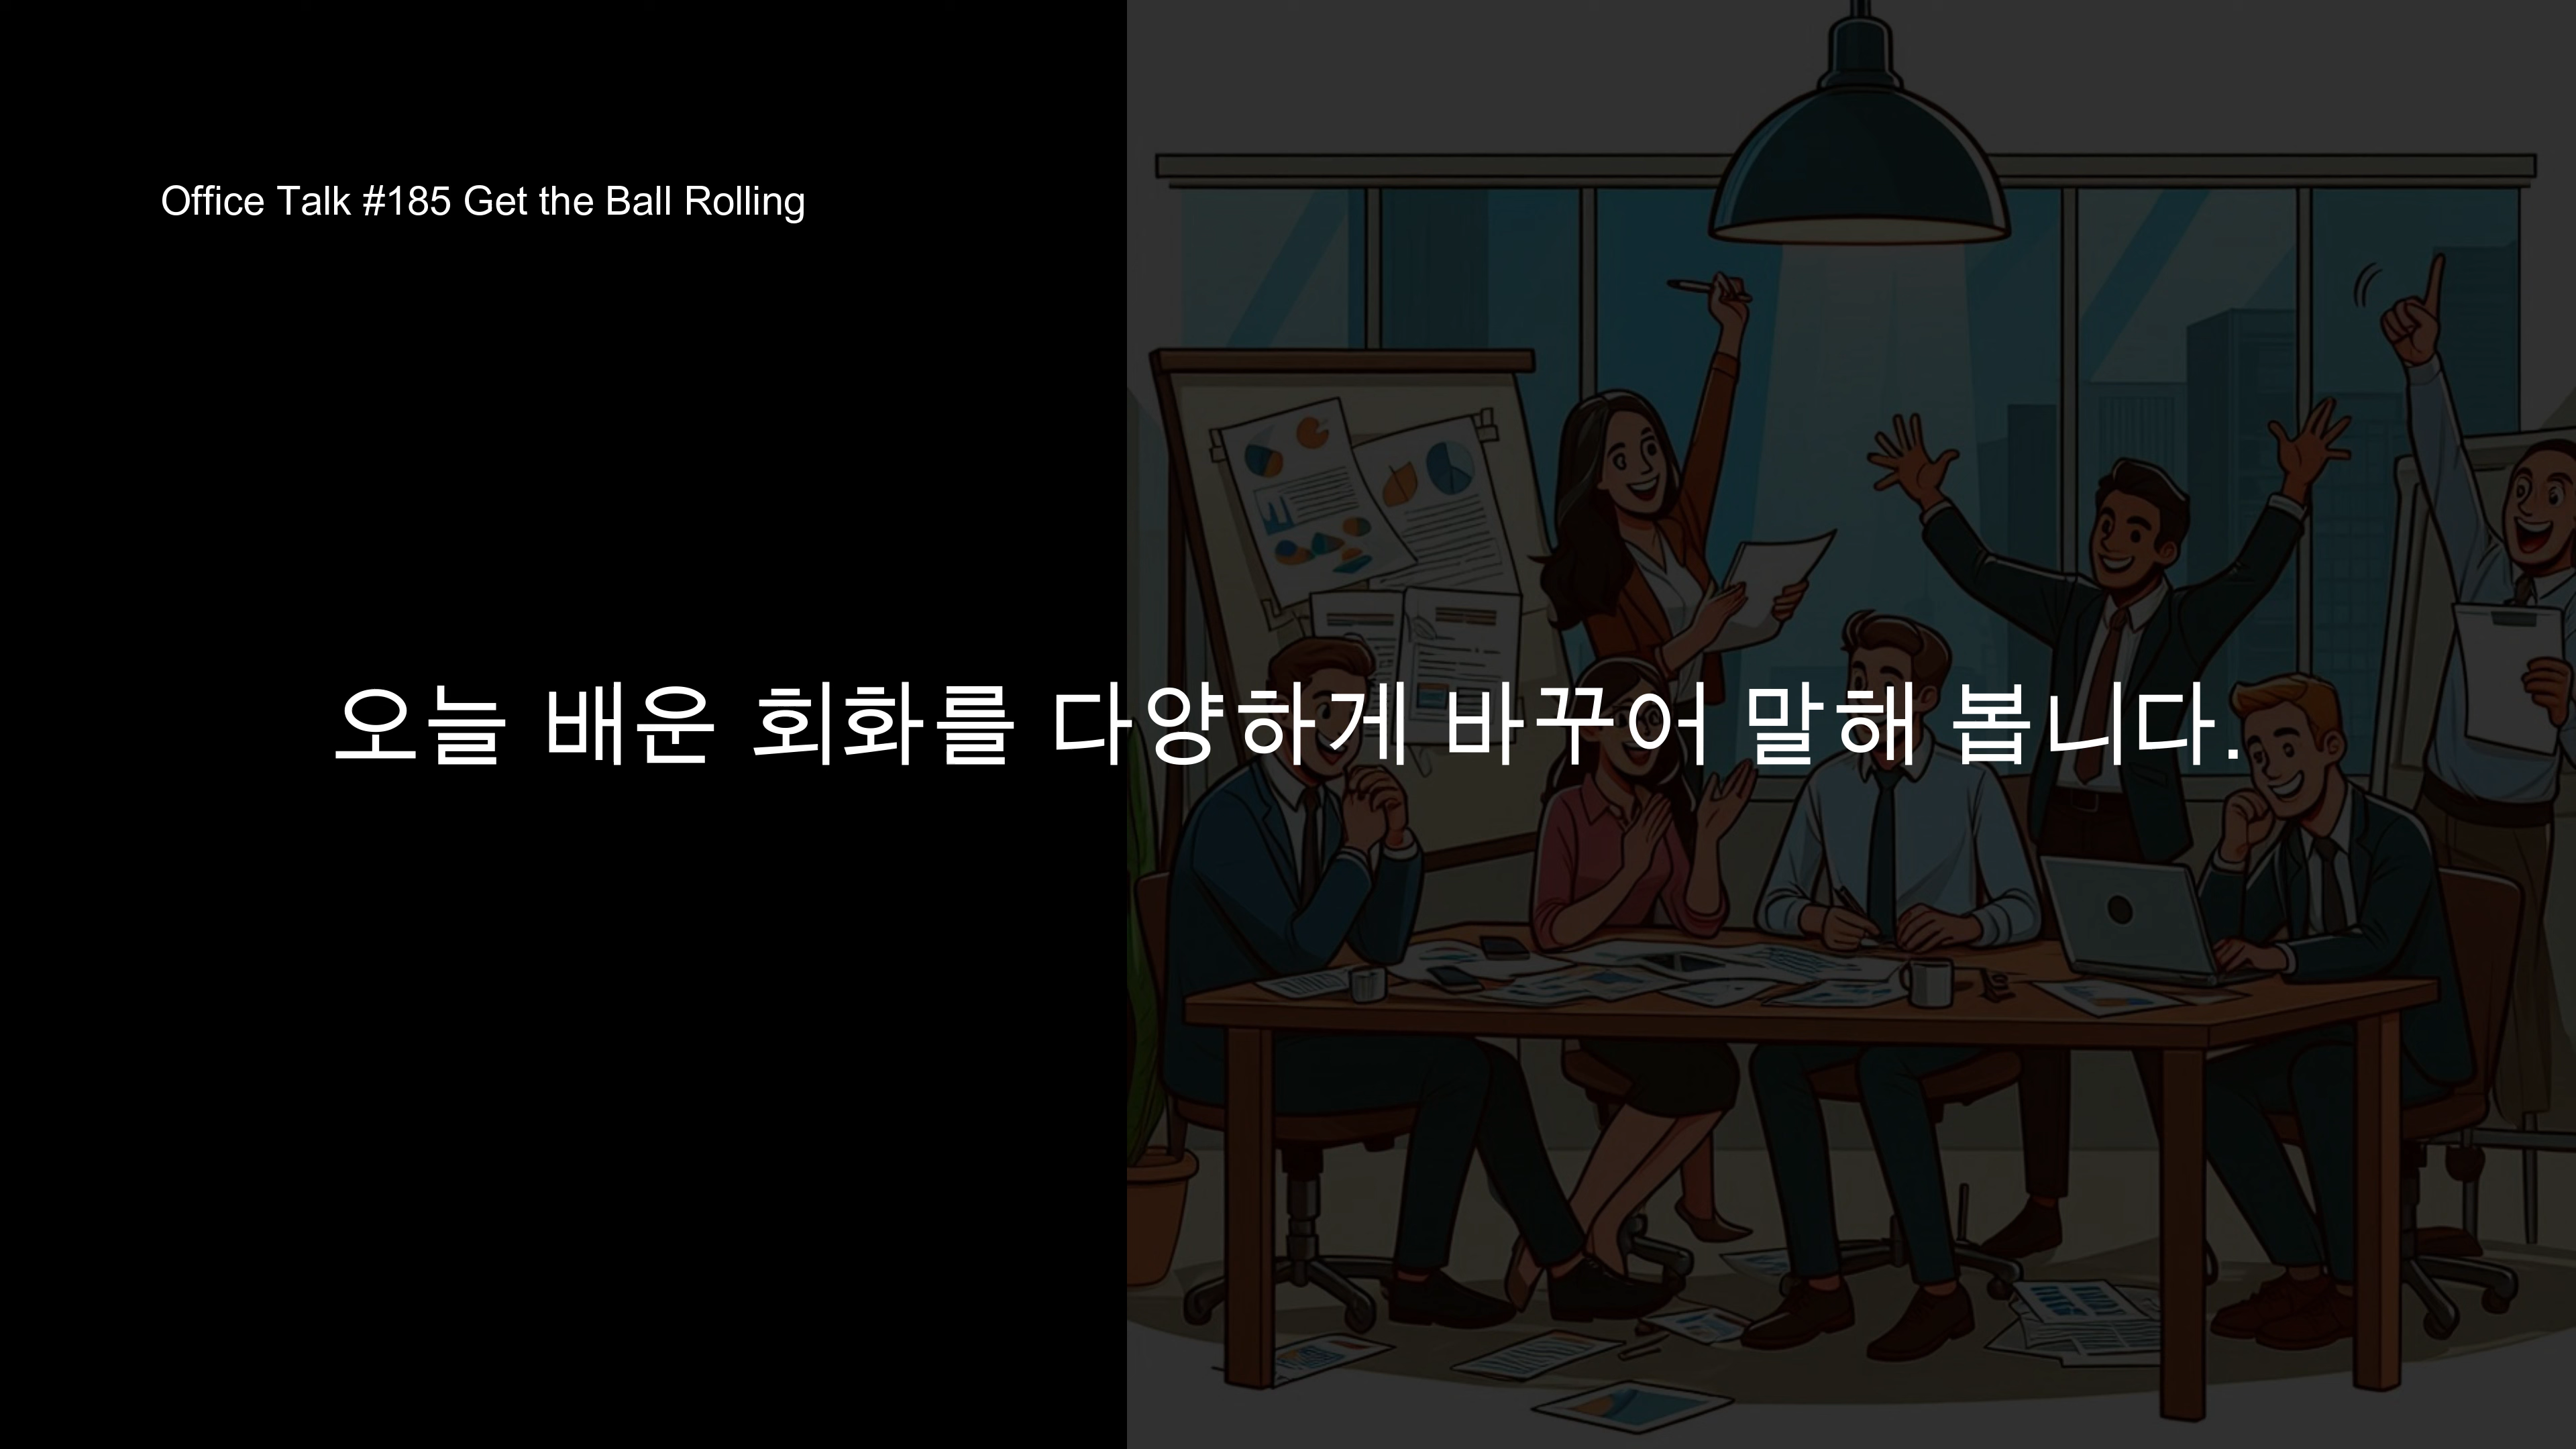 Office Talk #185 Get the Ball Rolling
오늘 배운 회화를 다양하게 바꾸어 말해 봅니다.